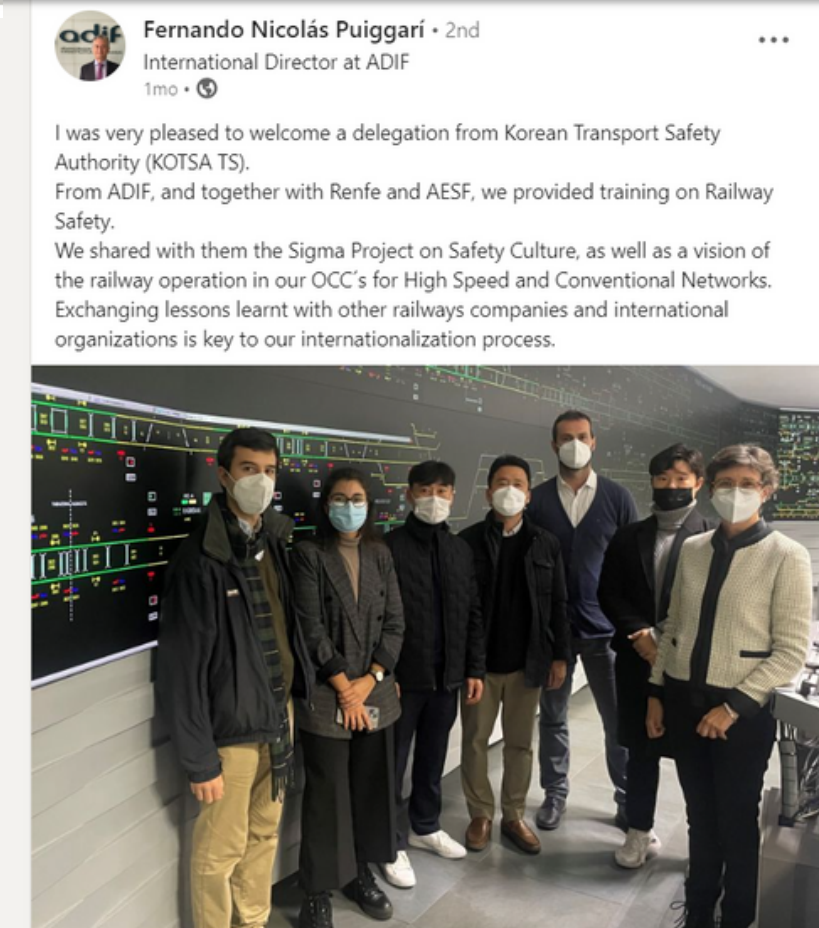 adif
Fernando Nicolás Puiggarí • 2nd
International Director at ADIF
1mo •
I was very pleased to welcome a delegation from Korean Transport Safety
Authority (KOTSA TS).
From ADIF, and together with Renfe and AESF, we provided training on Railway
Safety.
We shared with them the Sigma Project on Safety Culture, as well as a vision of
the railway operation in our OCC´s for High Speed and Conventional Networks.
Exchanging lessons learnt with other railways companies and international
organizations is key to our internationalization process.